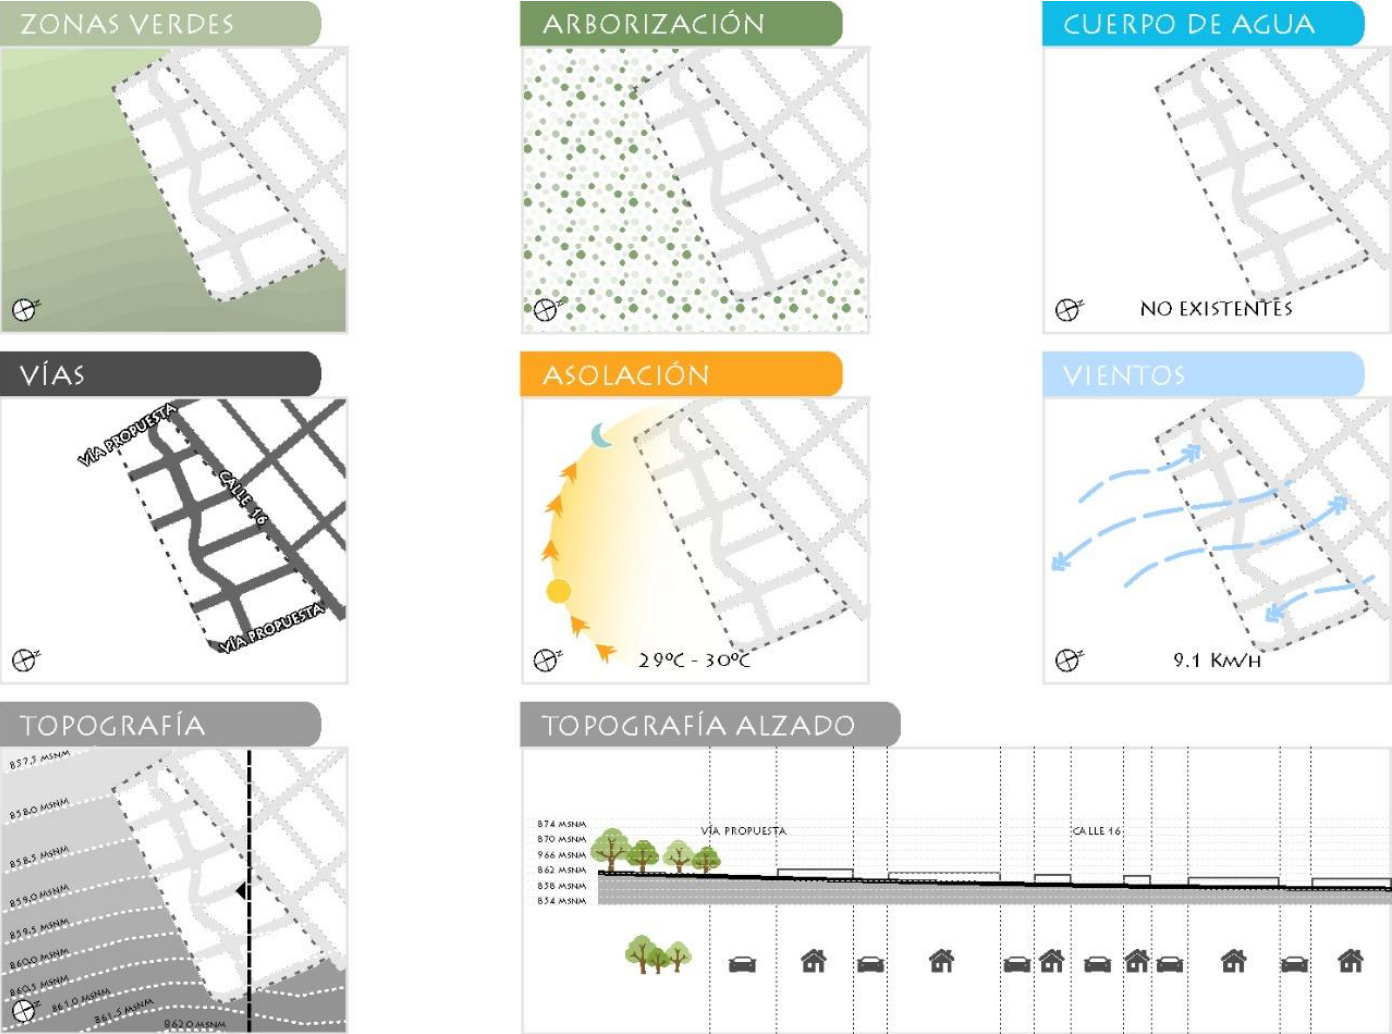 ZONAS VERDES
ARBORIZACIÓN
CUERPO DE AGUA
N
N
N
NO EXISTENTES
VÍAS
ASOLACIÓN
VIENTOS
VÍA PROPUESTA
CALLE 16
VÍA PROPUESTA
N
N
29ºC - 30ºC
N
9.1 KM/H
TOPOGRAFÍA
TOPOGRAFÍA ALZADO
857,5 MSNM
858,0 MSNM
858,5 MSNM
859,0 MSNM
859,5 MSNM
860,0 MSNM
860,5 MSNM
861,0 MSNM
861,5 MSNM
862,0 MSNM
N
874 MSNM
870 MSNM
966 MSNM
862 MSNM
858 MSNM
854 MSNM
VÍA PROPUESTA
CALLE 16